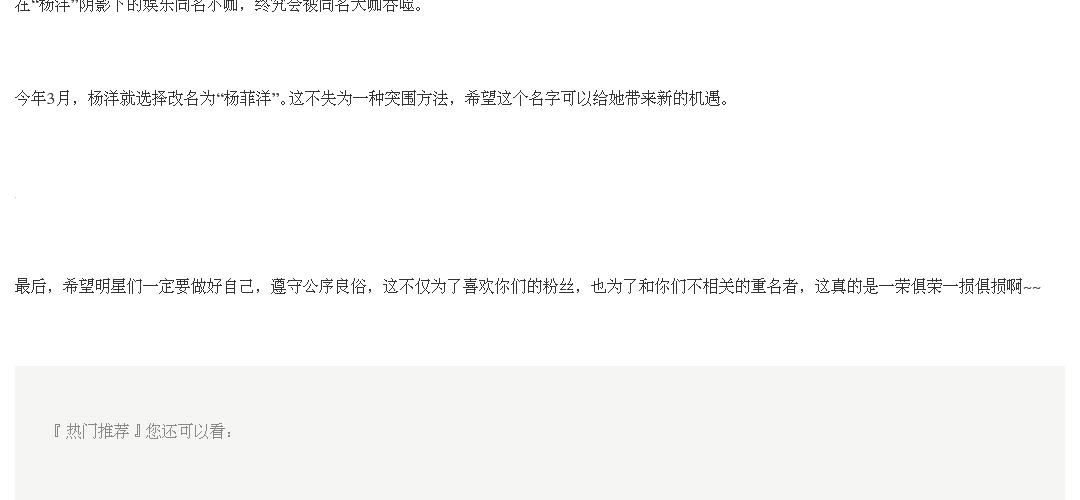 在“杨洋”阴影下的娱乐同名小咖，终究会被同名大咖吞噬。
今年3月，杨洋就选择改名为“杨菲洋”。这不失为一种突围方法，希望这个名字可以给她带来新的机遇。
最后，希望明星们一定要做好自己，遵守公序良俗，这不仅为了喜欢你们的粉丝，也为了和你们不相关的重名者，这真的是一荣俱荣一损俱损啊~~
『热门推荐』您还可以看：